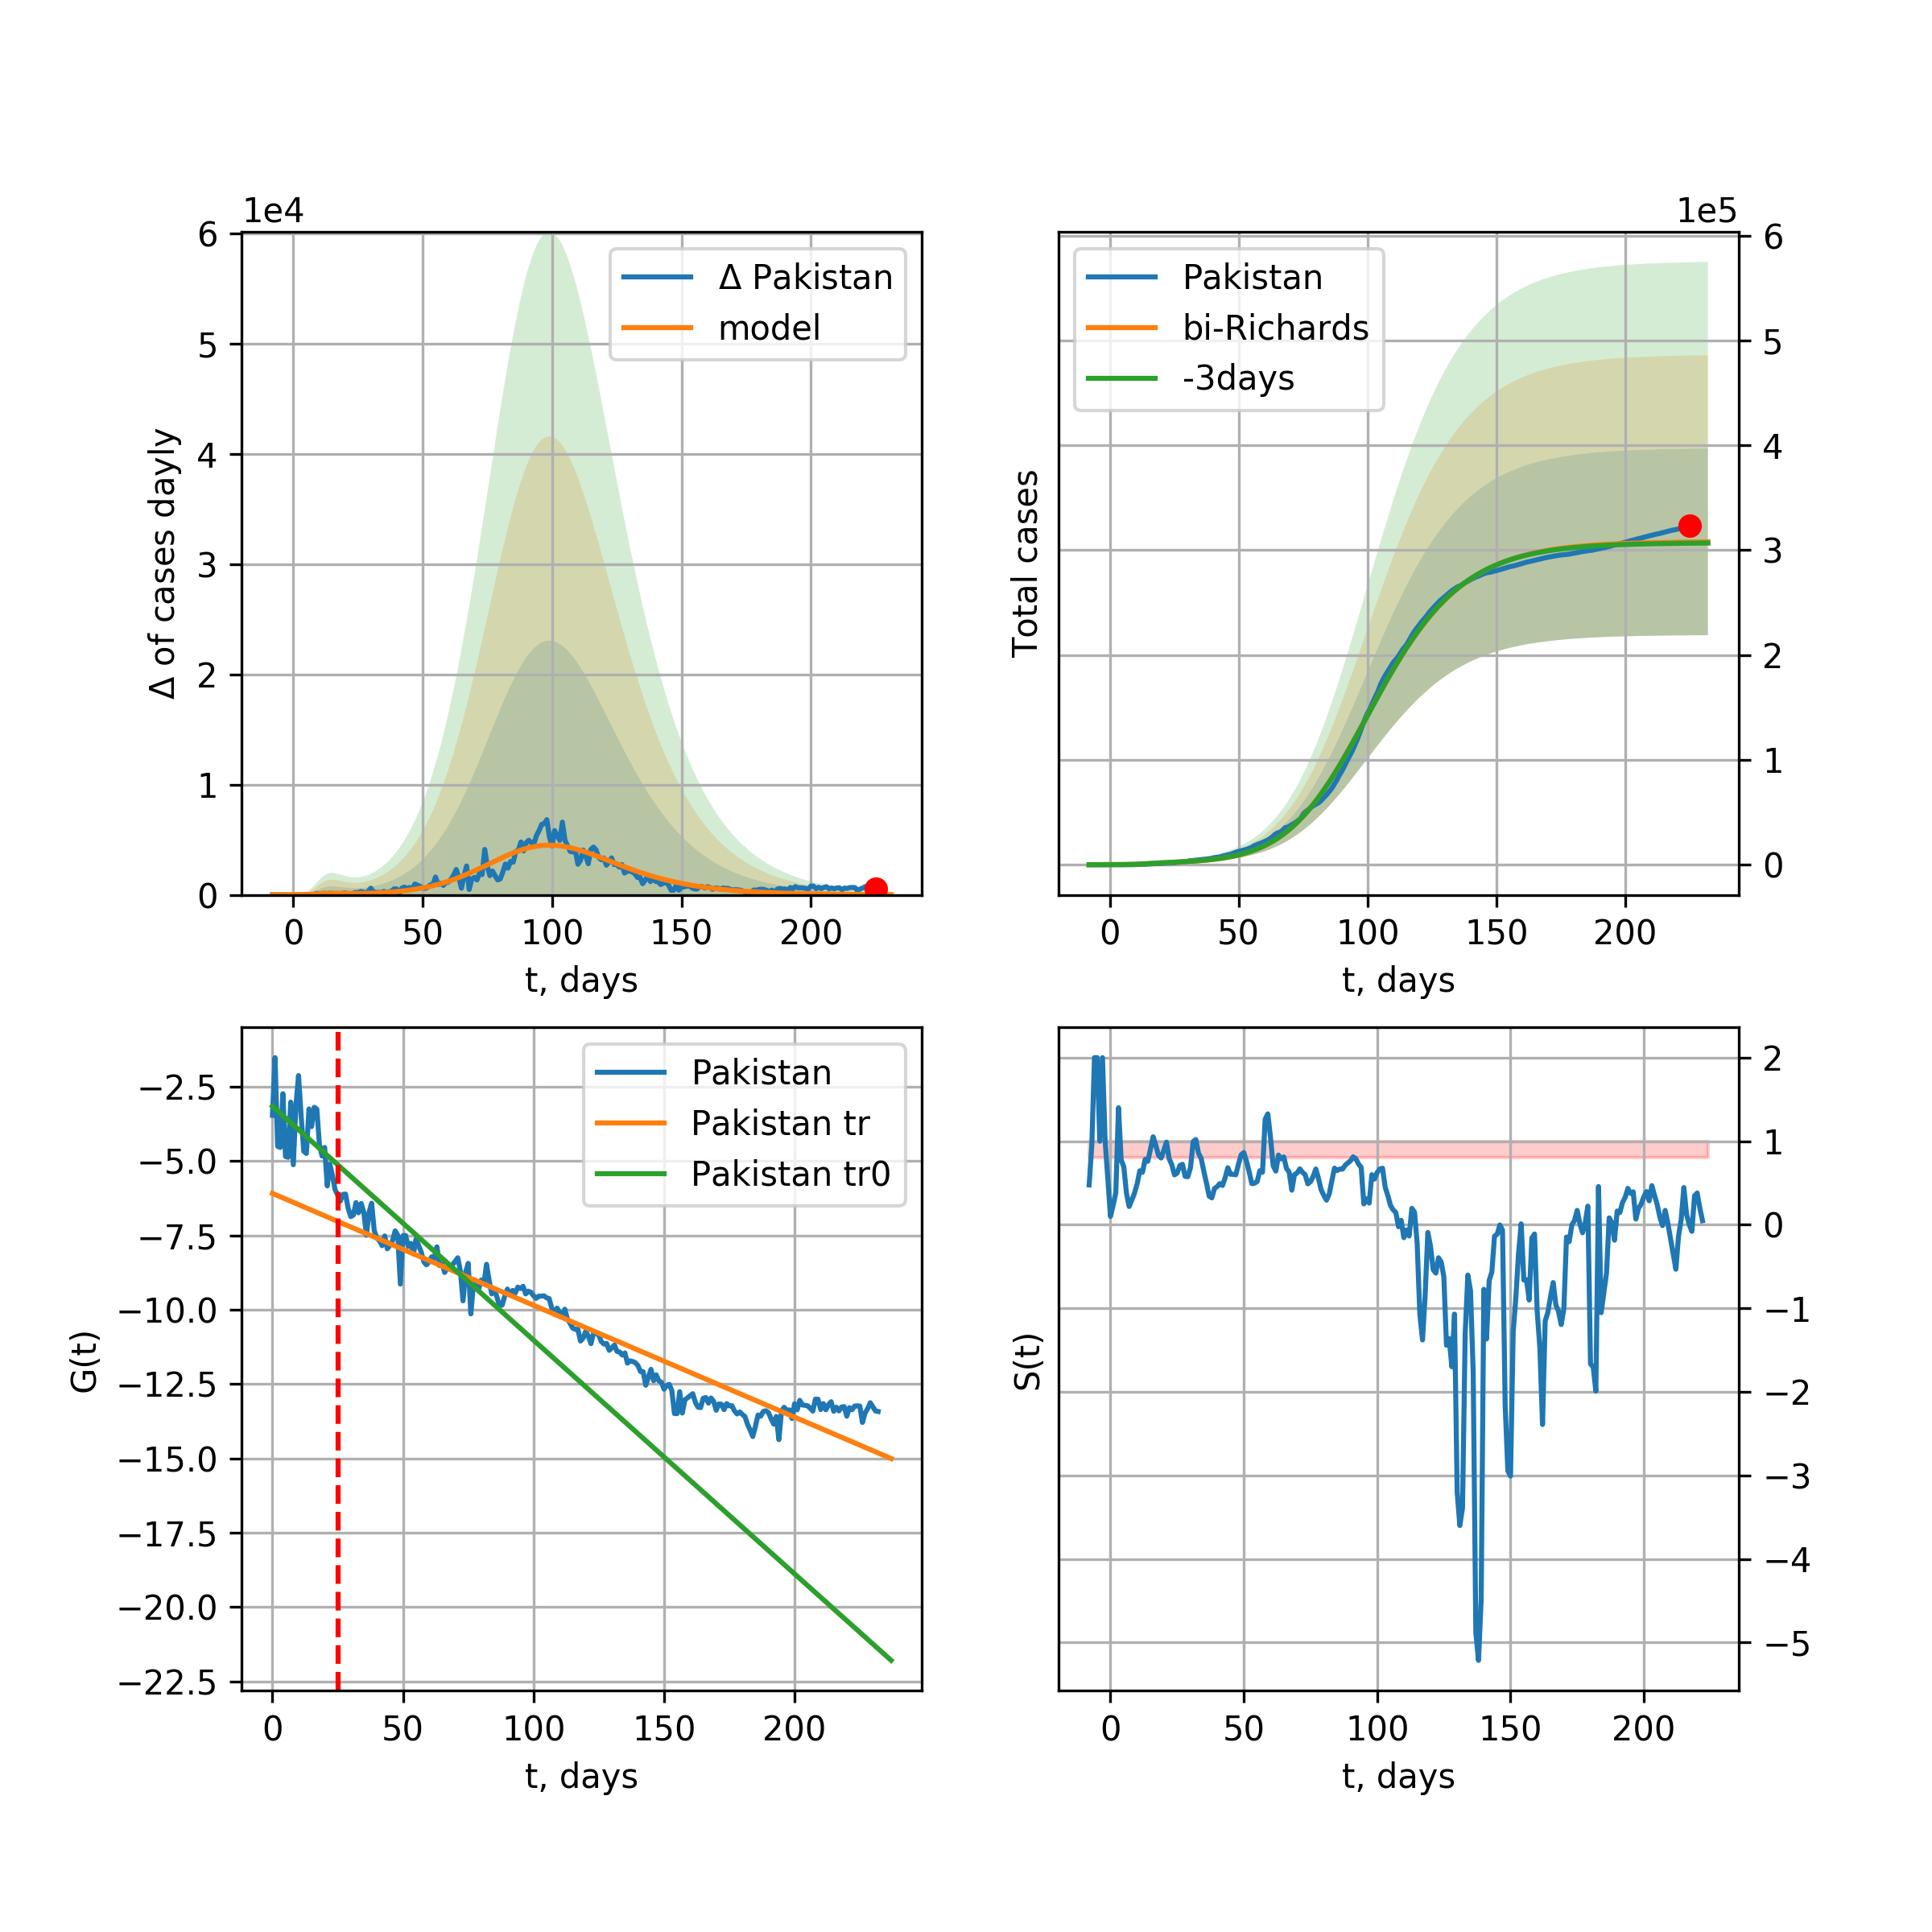 1e4
6
5
4
3
2
1
0
Δ of cases dayly
Δ Pakistan
model
0 50 100 150 200
t, days
1e5
6
5
4
3
2
1
0
Total cases
Pakistan
bi-Richards
-3days
0 50 100 150 200
t, days
−2.5
−5.0
−7.5
−10.0
−12.5
−15.0
−17.5
−20.0
−22.5
G(t)
Pakistan
Pakistan tr
Pakistan tr0
0 50 100 150 200
t, days
2
1
0
−1
−2
−3
−4
−5
S(t)
0 50 100 150 200
t, days